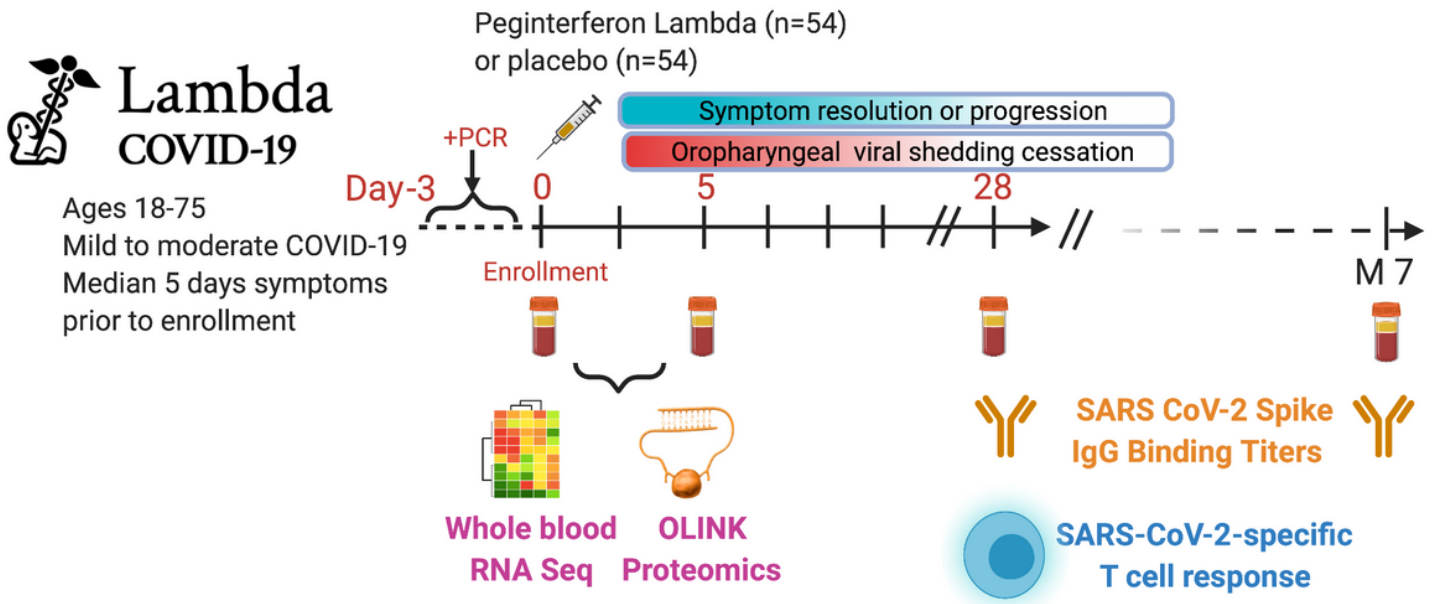 Peginterferon Lambda (n=54)
or placebo (n=54)
Lambda
COVID-19
Symptom resolution or progression
+PCR
Oropharyngeal viral shedding cessation
Day-3
0
5
28
Ages 18-75
Mild to moderate COVID-19
Median 5 days symptoms
prior to enrollment
Enrollment
M 7
SARS CoV-2 Spike
IgG Binding Titers
Whole blood
RNA Seq
OLINK
Proteomics
SARS-CoV-2-specific
T cell response